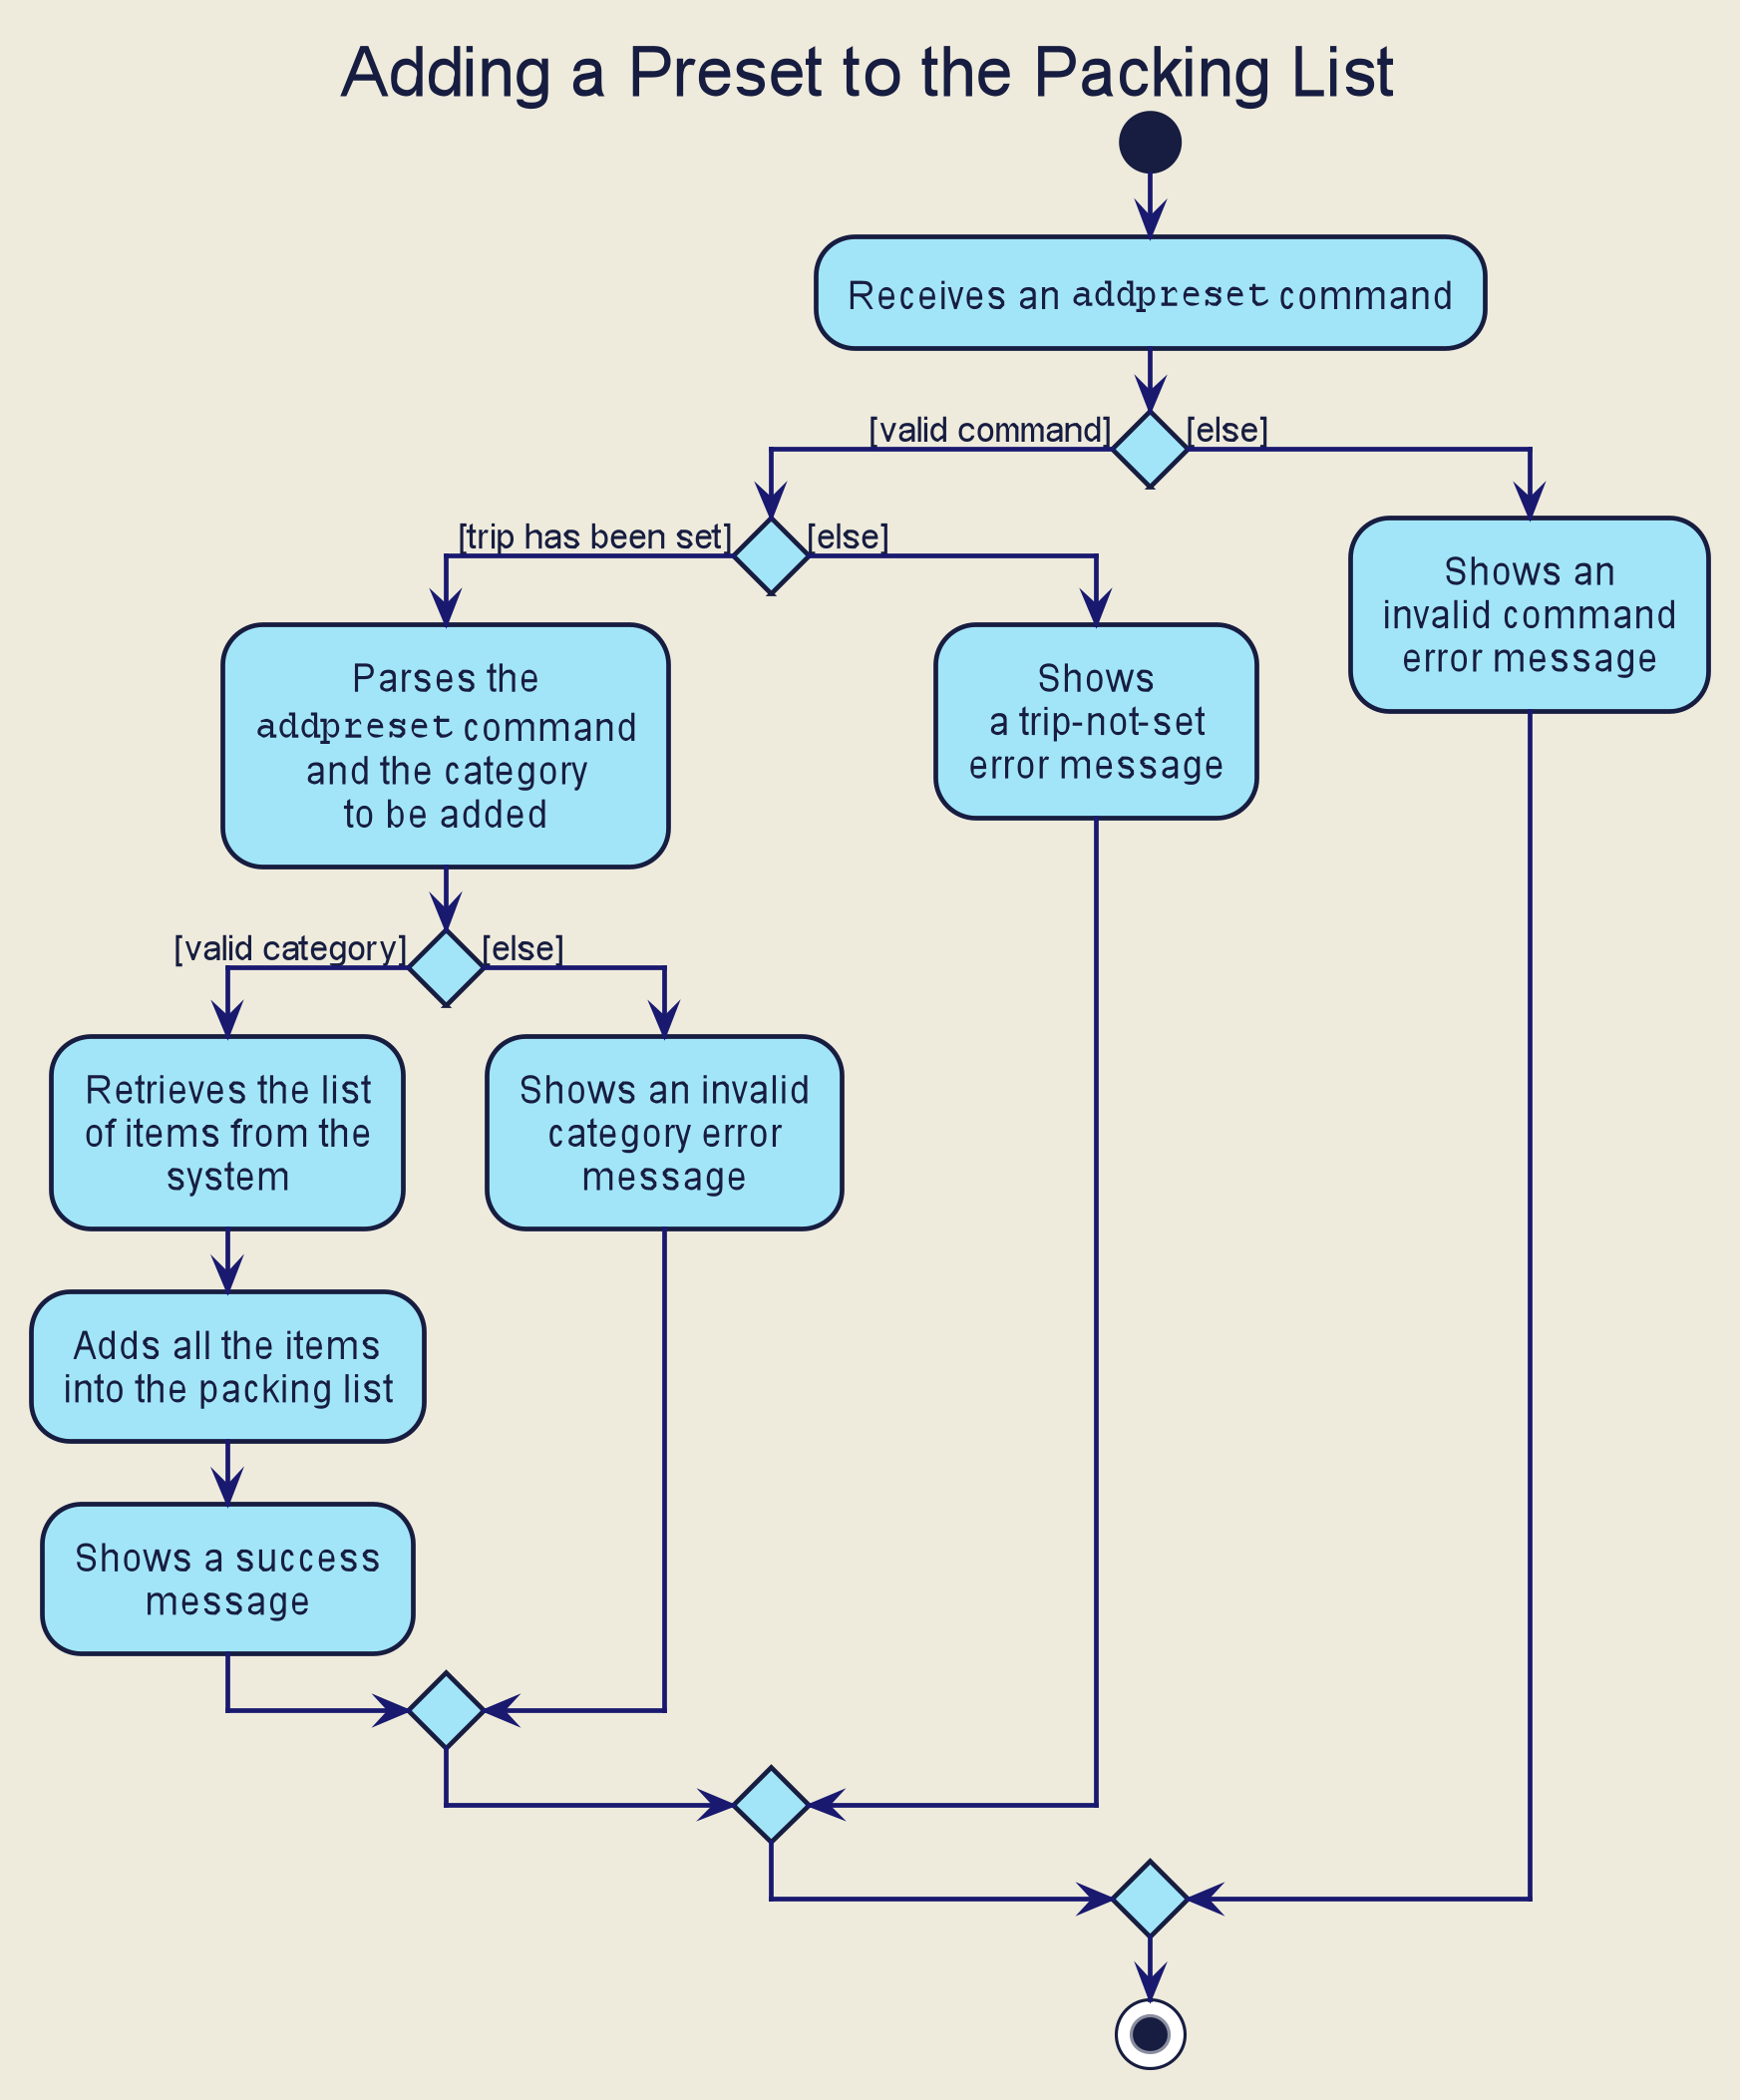 Adding a Preset to the Packing List
Receives an addpreset command
[valid command]
[else]
[trip has been set]
[else]
Shows an
invalid command
error message
Parses the
addpreset command
and the category
to be added
Shows
a trip-not-set
error message
[valid category]
[else]
Retrieves the list
of items from the
system
Shows an invalid
category error
message
Adds all the items
into the packing list
Shows a success
message